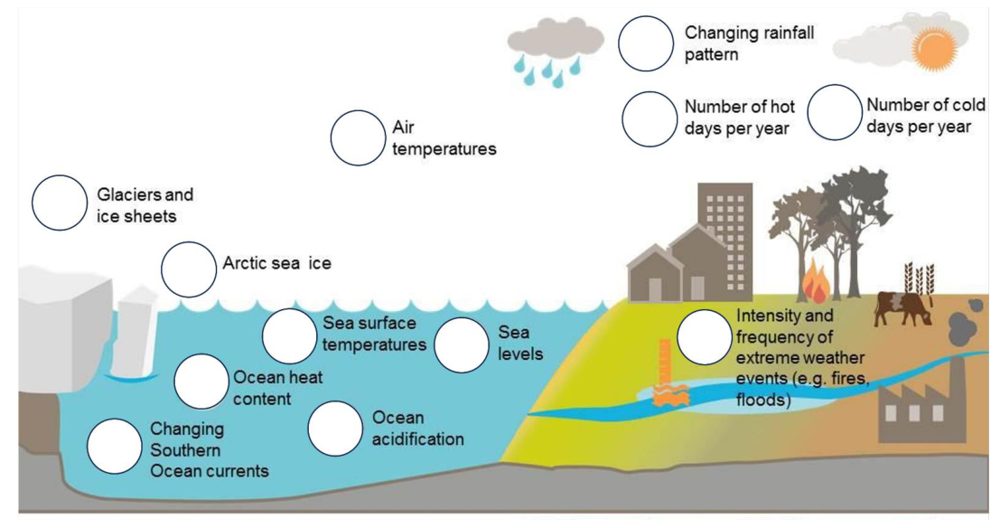 Changing rainfall
pattern
Number of hot
days per year
Number of cold
days per year
Air
temperatures
Glaciers and
ice sheets
Arctic sea ice
Sea surface
temperatures
Sea
levels
Intensity and
frequency of
extreme weather
events (e.g. fires,
floods)
Ocean heat
content
Ocean
acidification
Changing
Southern
Ocean currents